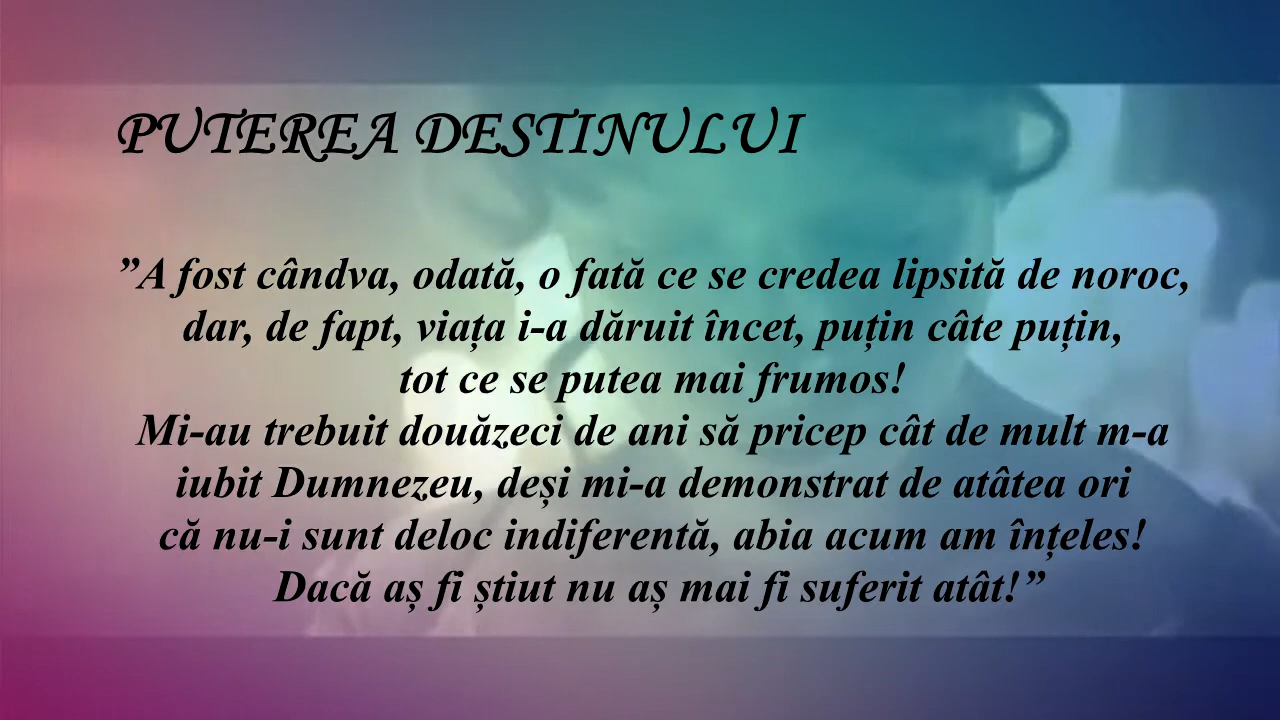 PUTEREA DESTINULUI
”A fost cândva, odată, o fată ce se credea lipsită de noroc,
dar, de fapt, viața i-a dăruit încet, puțin câte puțin,
tot ce se putea mai frumos!
Mi-au trebuit douăzeci de ani să pricep cât de mult m-a
iubit Dumnezeu, deși mi-a demonstrat de atâtea ori
că nu-i sunt deloc indiferentă, abia acum am înțeles!
Dacă aș fi știut nu aș mai fi suferit atât!”